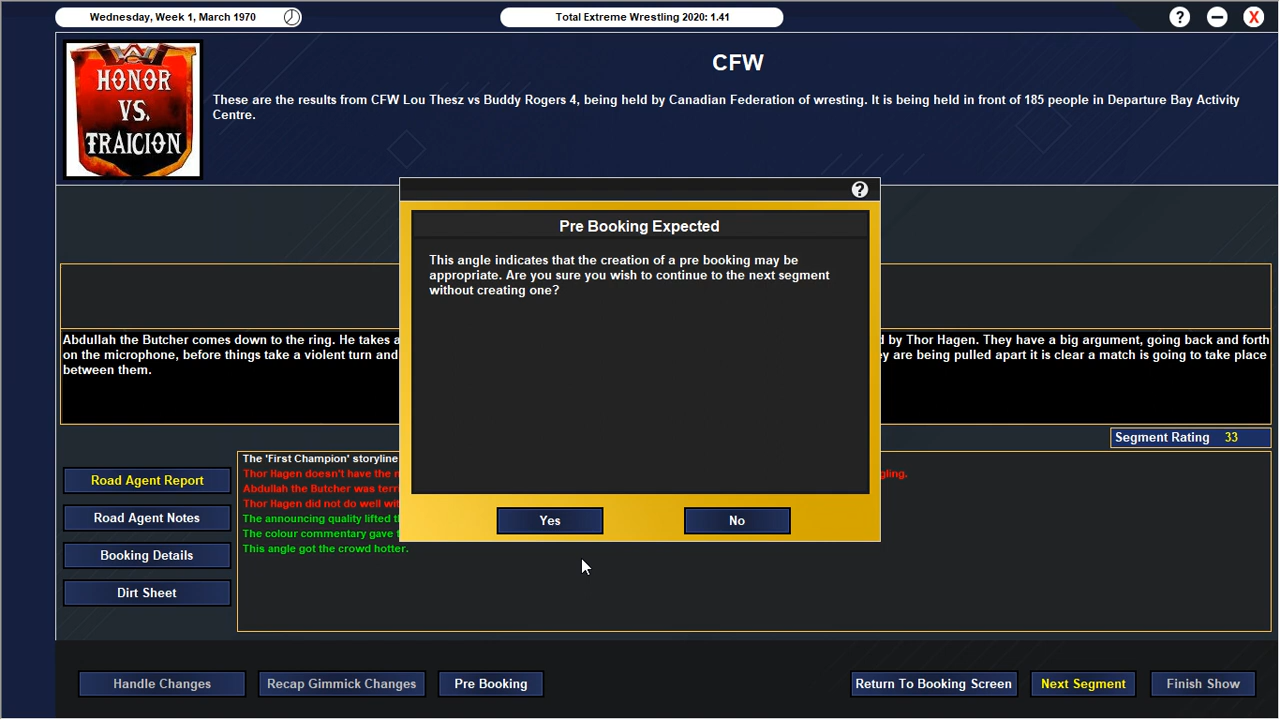 Wednesday, Week 1, March 1970
Total Extreme Wrestling 2020: 1.41
? X
HONOR
VS.
TRAICION
CFW
These are the results from CFW Lou Thesz vs Buddy Rogers 4, being held by Canadian Federation of wresting. It is being held in front of 185 people in Departure Bay Activity
Centre.
?
Pre Booking Expected
This angle indicates that the creation of a pre booking may be
appropriate. Are you sure you wish to continue to the next segment
without creating one?
Yes No
Abdullah the Butcher comes down to the ring. He takes a d by Thor Hagen. They have a big argument, going back and forth
on the microphone, before things take a violent turn and y are being pulled apart it is clear a match is going to take place
between them.
Segment Rating 33
Road Agent Report
Road Agent Notes
Booking Details
Dirt Sheet
The 'First Champion' storyline
Thor Hagen doesn't have the gling.
Abdullah the Butcher was
Thor Hagen did not do well
The announcing quality lifted
The colour commentary gave
This angle got the crowd hotter.
Handle Changes Recap Gimmick Changes Pre Booking Return To Booking Screen Next Segment Finish Show